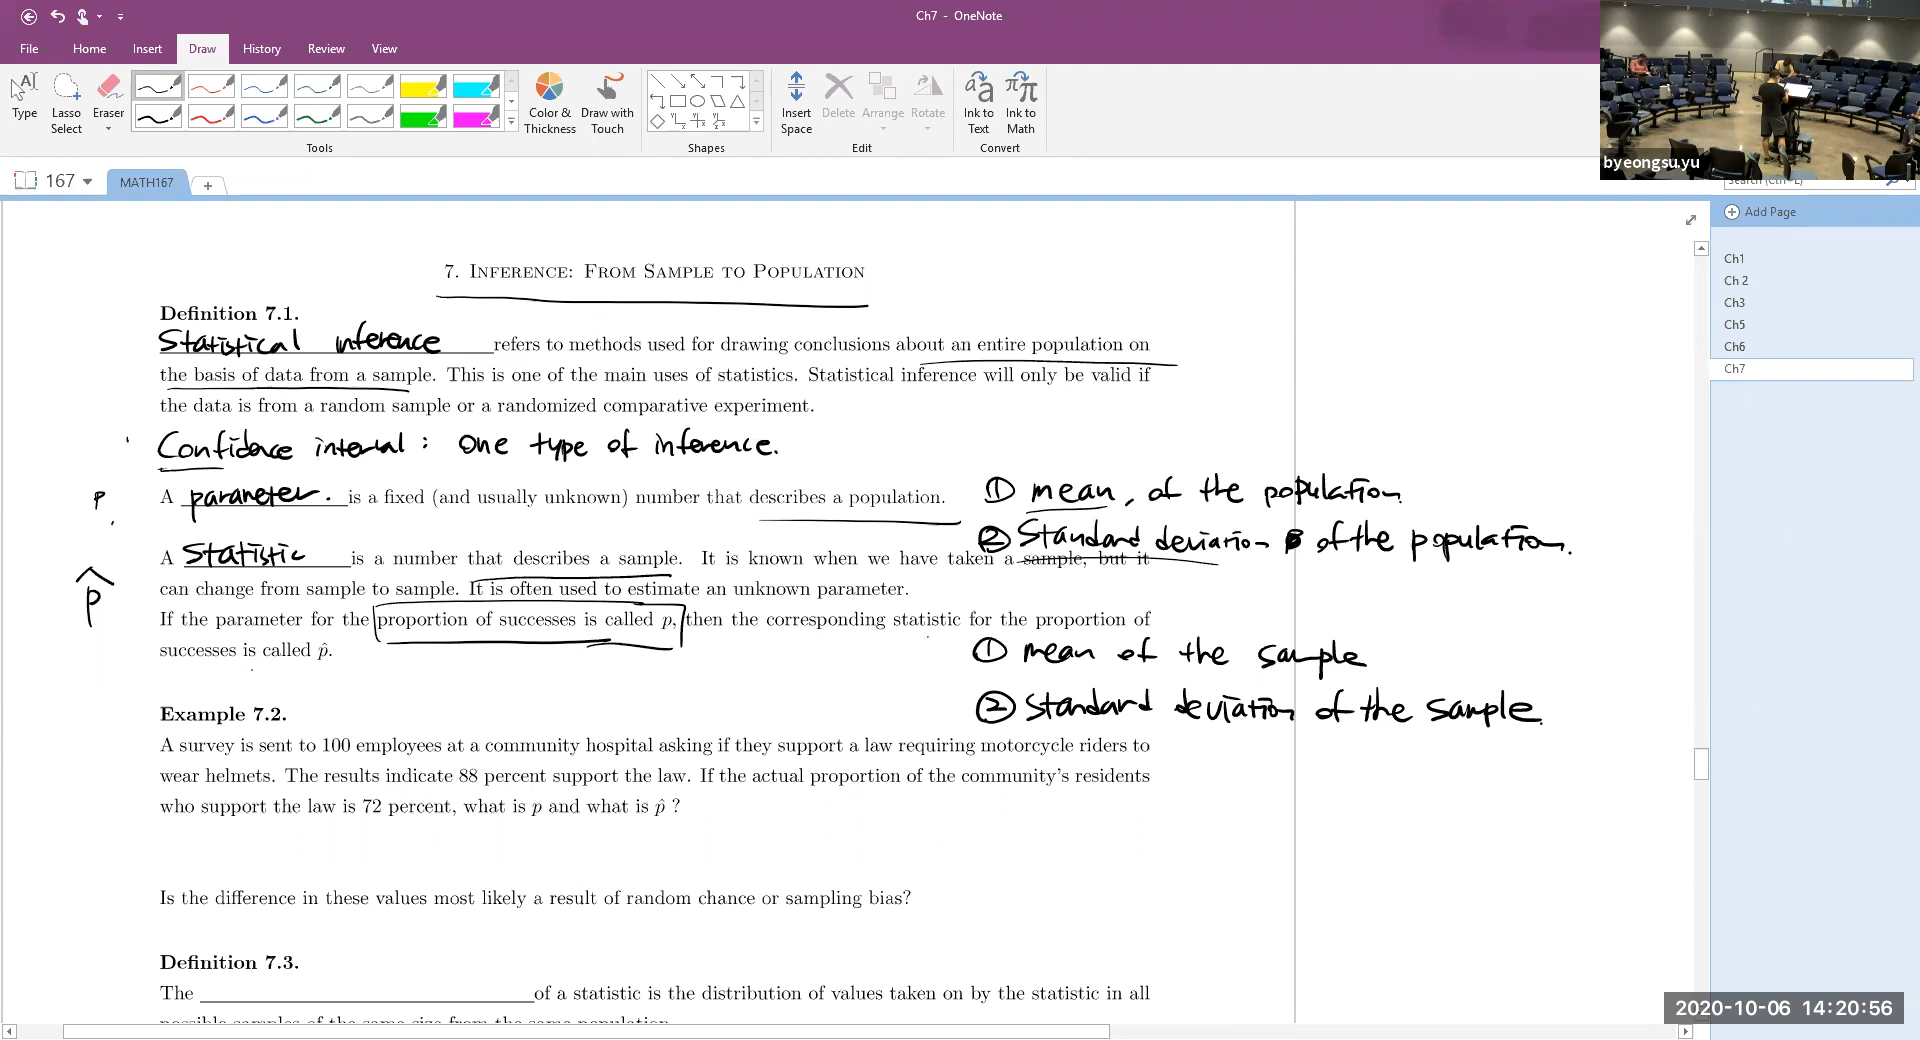 Ch7 - OneNote
File Home Insert Draw History Review View
Type Lasso Select Eraser Color & Thickness Draw with Touch Insert Space Delete Arrange Rotate Ink to Text Ink to Math
Tools Shapes Edit Convert
byeongsu.yu
167 MATH167
Search (Ctrl+E)
Add Page
Ch1
Ch 2
Ch3
Ch5
Ch6
Ch7
7. Inference: From Sample to Population
Definition 7.1.
Statistical inference refers to methods used for drawing conclusions about an entire population on
the basis of data from a sample. This is one of the main uses of statistics. Statistical inference will only be valid if
the data is from a random sample or a randomized comparative experiment.
Confidence interval : One type of inference.
p A parameter. is a fixed (and usually unknown) number that describes a population. ① mean, of the population.
② Standard deviation of the population.
A Statistic is a number that describes a sample. It is known when we have taken a sample, but it
can change from sample to sample. It is often used to estimate an unknown parameter.
p̂
If the parameter for the proportion of successes is called p, then the corresponding statistic for the proportion of
successes is called p̂.
① mean of the sample
② Standard deviation of the sample.
Example 7.2.
A survey is sent to 100 employees at a community hospital asking if they support a law requiring motorcycle riders to
wear helmets. The results indicate 88 percent support the law. If the actual proportion of the community's residents
who support the law is 72 percent, what is p and what is p̂ ?
Is the difference in these values most likely a result of random chance or sampling bias?
Definition 7.3.
The ______ of a statistic is the distribution of values taken on by the statistic in all
possible samples of the same size from the same population.
2020-10-06 14:20:56